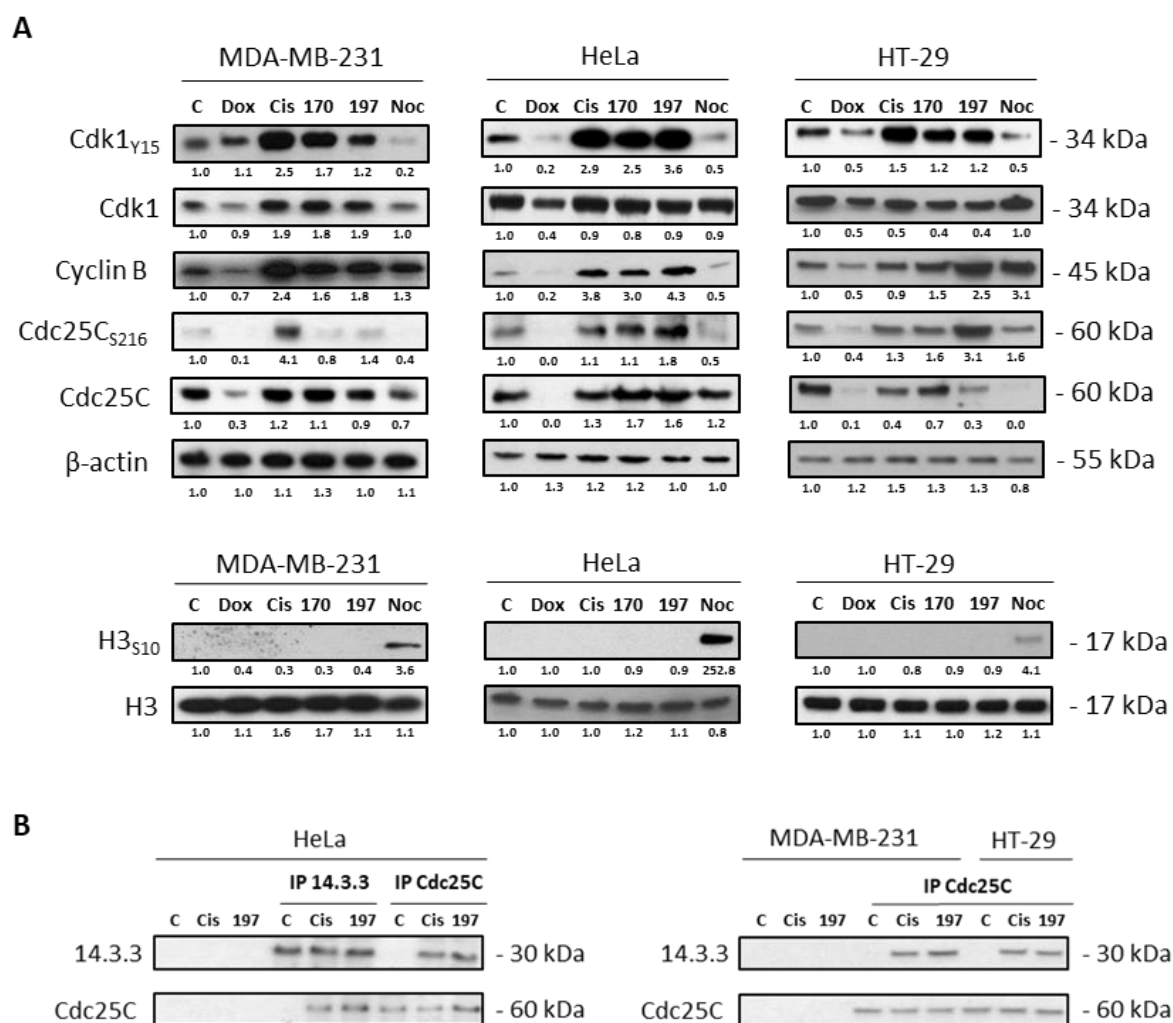 A
MDA-MB-231 HeLa HT-29
C Dox Cis 170 197 Noc C Dox Cis 170 197 Noc C Dox Cis 170 197 Noc
Cdk1Y15 - 34 kDa
1.0 1.1 2.5 1.7 1.2 0.2 1.0 0.2 2.9 2.5 3.6 0.5 1.0 0.5 1.5 1.2 1.2 0.5
Cdk1 - 34 kDa
1.0 0.9 1.9 1.8 1.9 1.0 1.0 0.4 0.9 0.8 0.9 0.9 1.0 0.5 0.5 0.4 0.4 1.0
Cyclin B - 45 kDa
1.0 0.7 2.4 1.6 1.8 1.3 1.0 0.2 3.8 3.0 4.3 0.5 1.0 0.5 0.9 1.5 2.5 3.1
Cdc25CS216 - 60 kDa
1.0 0.1 4.1 0.8 1.4 0.4 1.0 0.0 1.1 1.1 1.8 0.5 1.0 0.4 1.3 1.6 3.1 1.6
Cdc25C - 60 kDa
1.0 0.3 1.2 1.1 0.9 0.7 1.0 0.0 1.3 1.7 1.6 1.2 1.0 0.1 0.4 0.7 0.3 0.0
β-actin - 55 kDa
1.0 1.0 1.1 1.3 1.0 1.1 1.0 1.3 1.2 1.2 1.0 1.0 1.0 1.2 1.5 1.3 1.3 0.8
MDA-MB-231 HeLa HT-29
C Dox Cis 170 197 Noc C Dox Cis 170 197 Noc C Dox Cis 170 197 Noc
H3S10 - 17 kDa
1.0 0.4 0.3 0.3 0.4 3.6 1.0 1.0 1.0 0.9 0.9 252.8 1.0 1.0 0.8 0.9 0.9 4.1
H3 - 17 kDa
1.0 1.1 1.6 1.7 1.1 1.1 1.0 1.0 1.0 1.2 1.1 0.8 1.0 1.0 1.1 1.0 1.2 1.1
B
HeLa MDA-MB-231 HT-29
IP 14.3.3 IP Cdc25C IP Cdc25C
C Cis 197 C Cis 197 C Cis 197 C Cis 197 C Cis 197 C Cis 197
14.3.3 - 30 kDa 14.3.3 - 30 kDa
Cdc25C - 60 kDa Cdc25C - 60 kDa